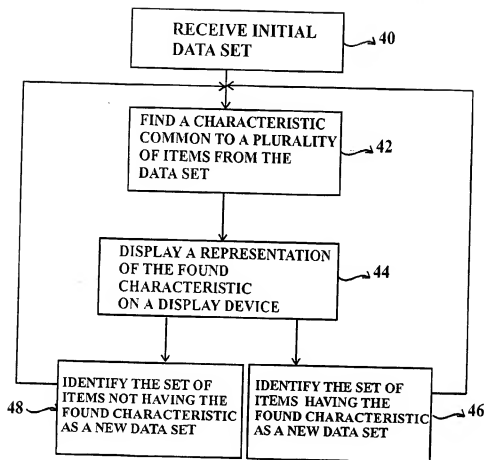 RECEIVE INITIAL
DATA SET
40
FIND A CHARACTERISTIC
COMMON TO A PLURALITY
OF ITEMS FROM THE
DATA SET
42
DISPLAY A REPRESENTATION
OF THE FOUND
CHARACTERISTIC
ON A DISPLAY DEVICE
44
48
IDENTIFY THE SET OF
ITEMS NOT HAVING THE
FOUND CHARACTERISTIC
AS A NEW DATA SET
IDENTIFY THE SET OF
ITEMS HAVING THE
FOUND CHARACTERISTIC
AS A NEW DATA SET
46